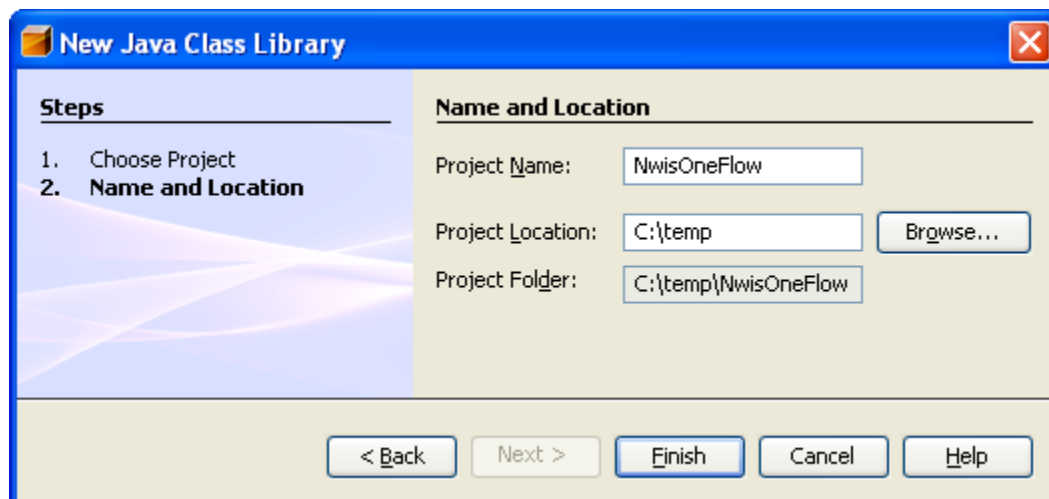 New Java Class Library
Steps
1. Choose Project
2. Name and Location
Name and Location
Project Name: NwisOneFlow
Project Location: C:\temp Browse...
Project Folder: C:\temp\NwisOneFlow
< Back Next > Finish Cancel Help